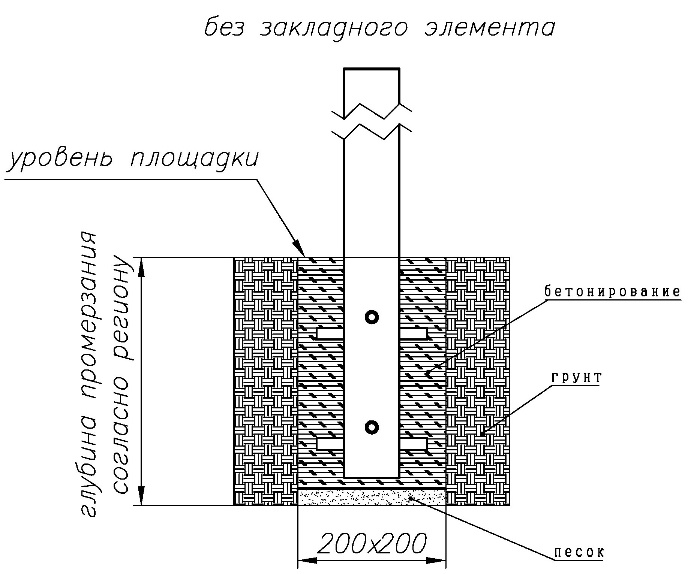 без закладного элемента
уровень площадки
глубина промерзания
согласно региону
бетонирование
грунт
200х200
песок